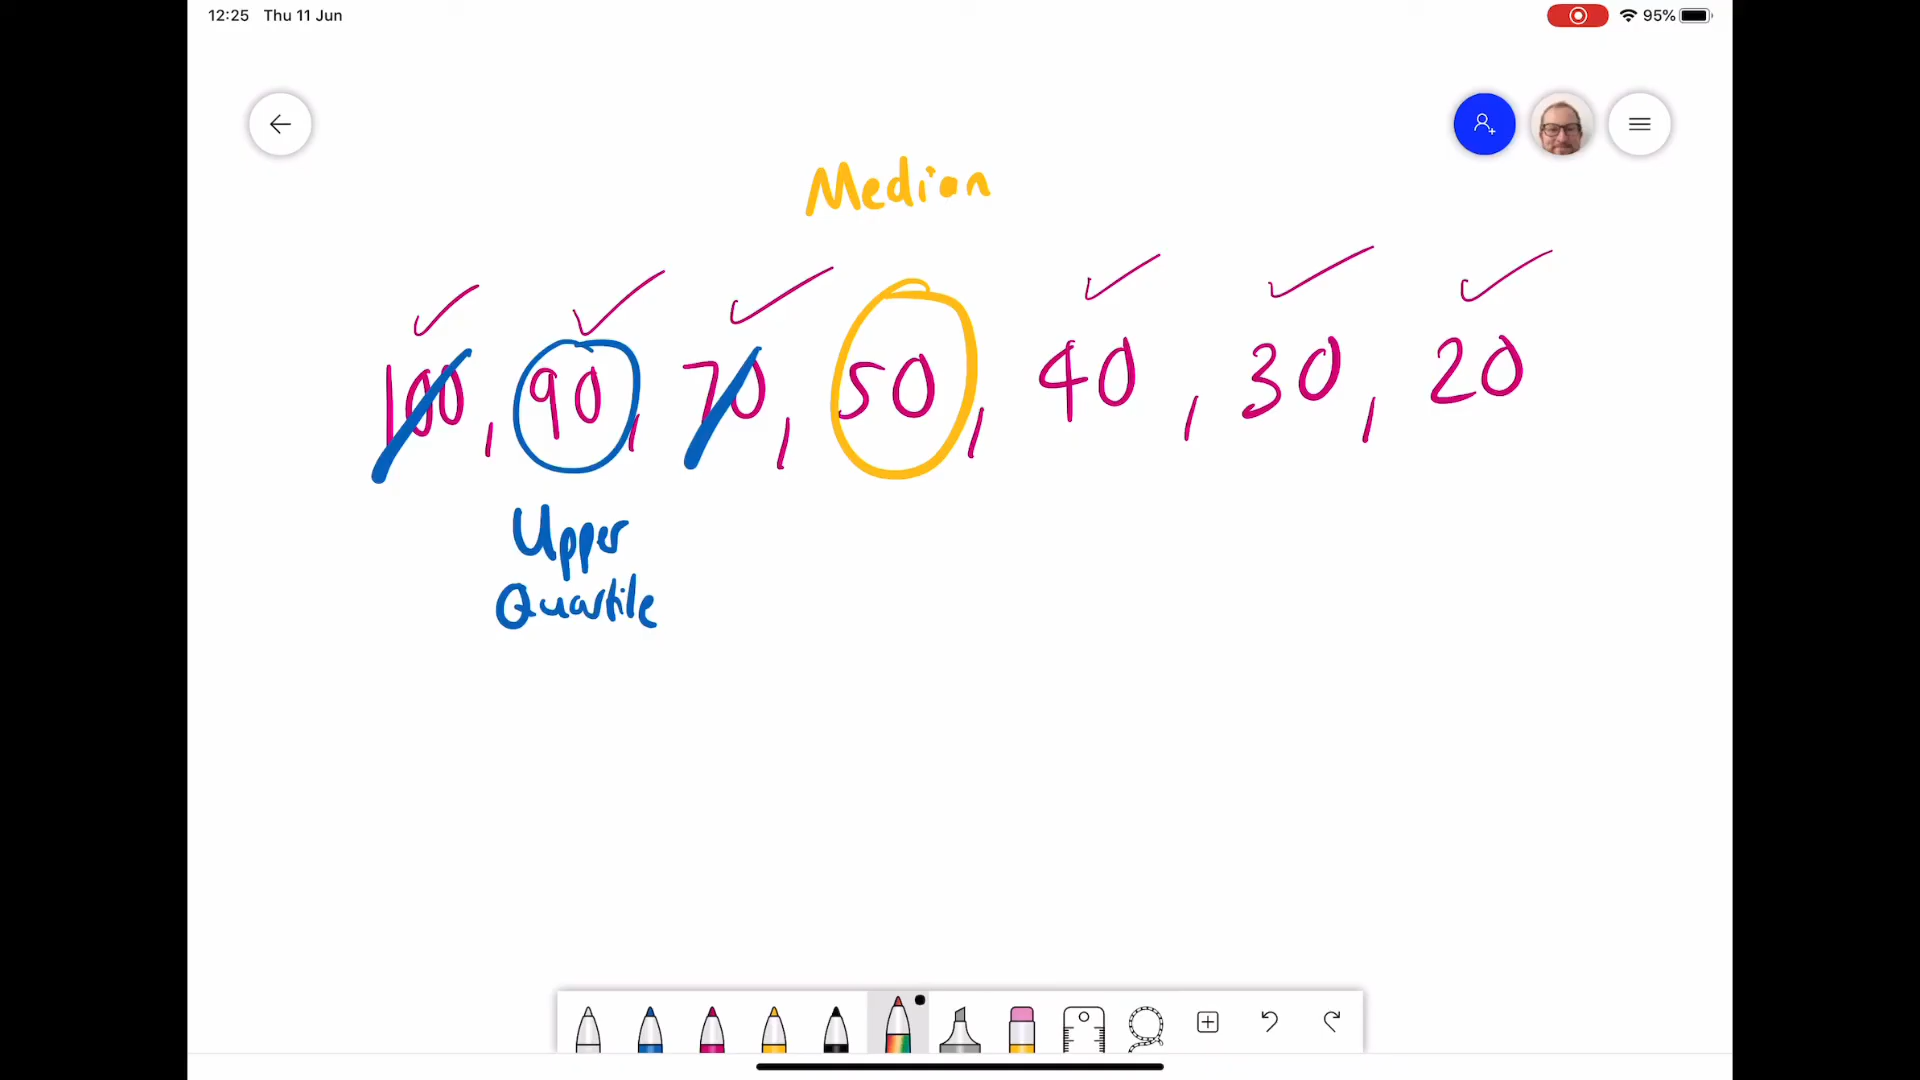 12:25 Thu 11 Jun 95%
Median
100, 90, 70, 50, 40, 30, 20
Upper
Quartile